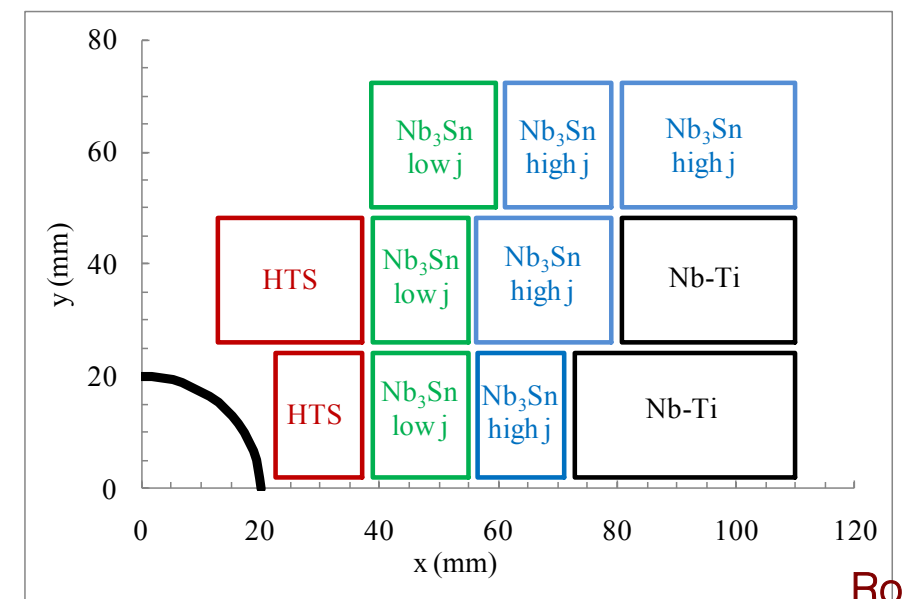 80
60
40
20
0
y (mm)
Nb₃Sn
low j
Nb₃Sn
high j
Nb₃Sn
high j
HTS
Nb₃Sn
low j
Nb₃Sn
high j
Nb-Ti
HTS
Nb₃Sn
low j
Nb₃Sn
high j
Nb-Ti
0 20 40 60 80 100 120
x (mm)
Ro